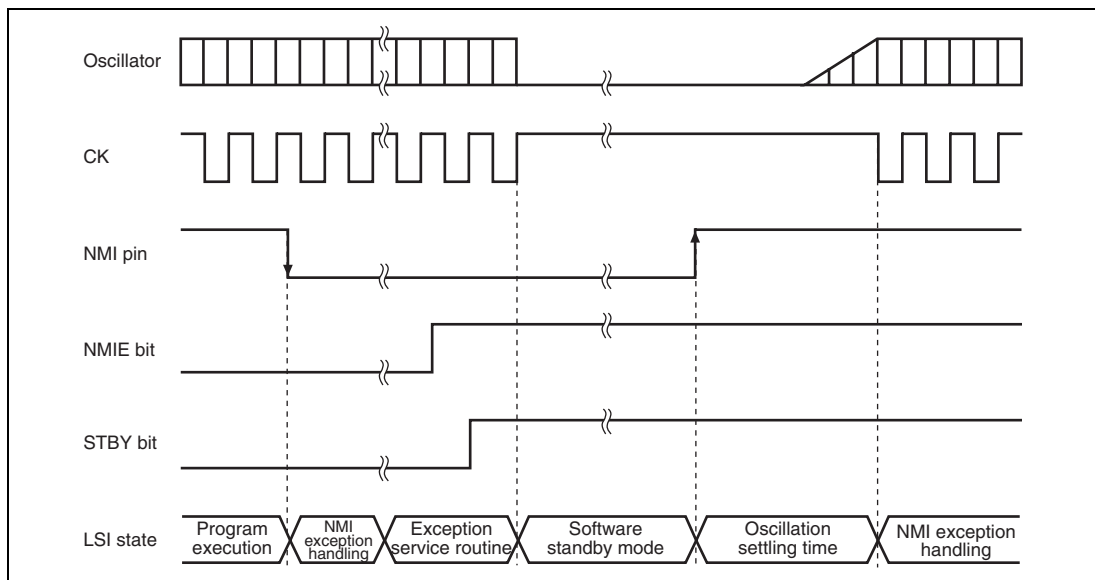 Oscillator
CK
NMI pin
NMIE bit
STBY bit
LSI state
Program
execution
NMI
exception
handling
Exception
service routine
Software
standby mode
Oscillation
settling time
NMI exception
handling